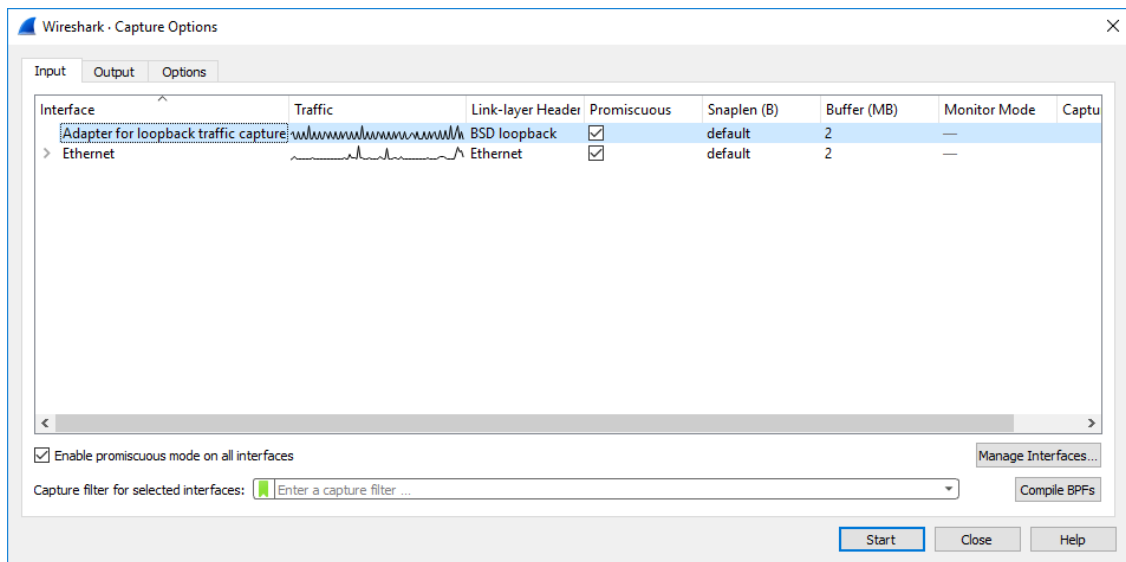 Wireshark · Capture Options
Input Output Options
Interface Traffic Link-layer Header Promiscuous Snaplen (B) Buffer (MB) Monitor Mode Captu
Adapter for loopback traffic capture BSD loopback default 2 —
Ethernet Ethernet default 2 —
Enable promiscuous mode on all interfaces Manage Interfaces...
Capture filter for selected interfaces: Enter a capture filter ... Compile BPFs
Start Close Help